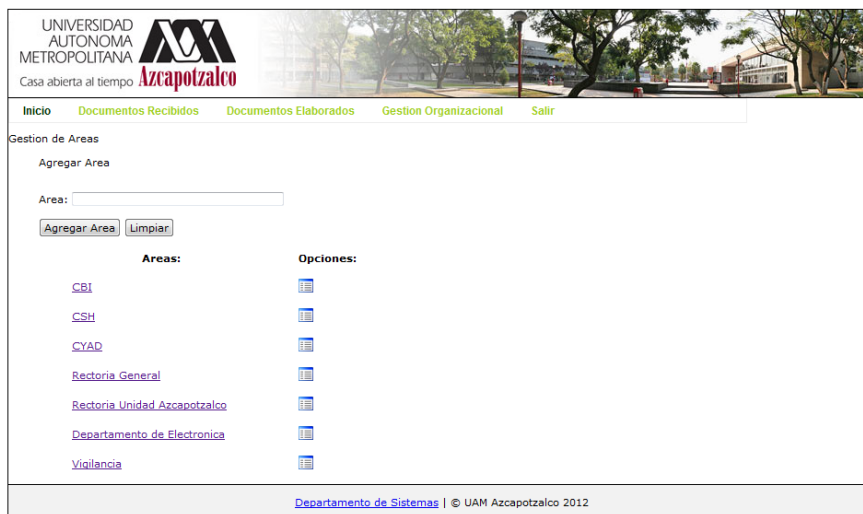 UNIVERSIDAD
AUTONOMA
METROPOLITANA
Casa abierta al tiempo Azcapotzalco
Inicio Documentos Recibidos Documentos Elaborados Gestion Organizacional Salir
Gestion de Areas
Agregar Area
Area:
Agregar Area Limpiar
Areas: Opciones:
CBI
CSH
CYAD
Rectoria General
Rectoria Unidad Azcapotzalco
Departamento de Electronica
Vigilancia
Departamento de Sistemas | © UAM Azcapotzalco 2012